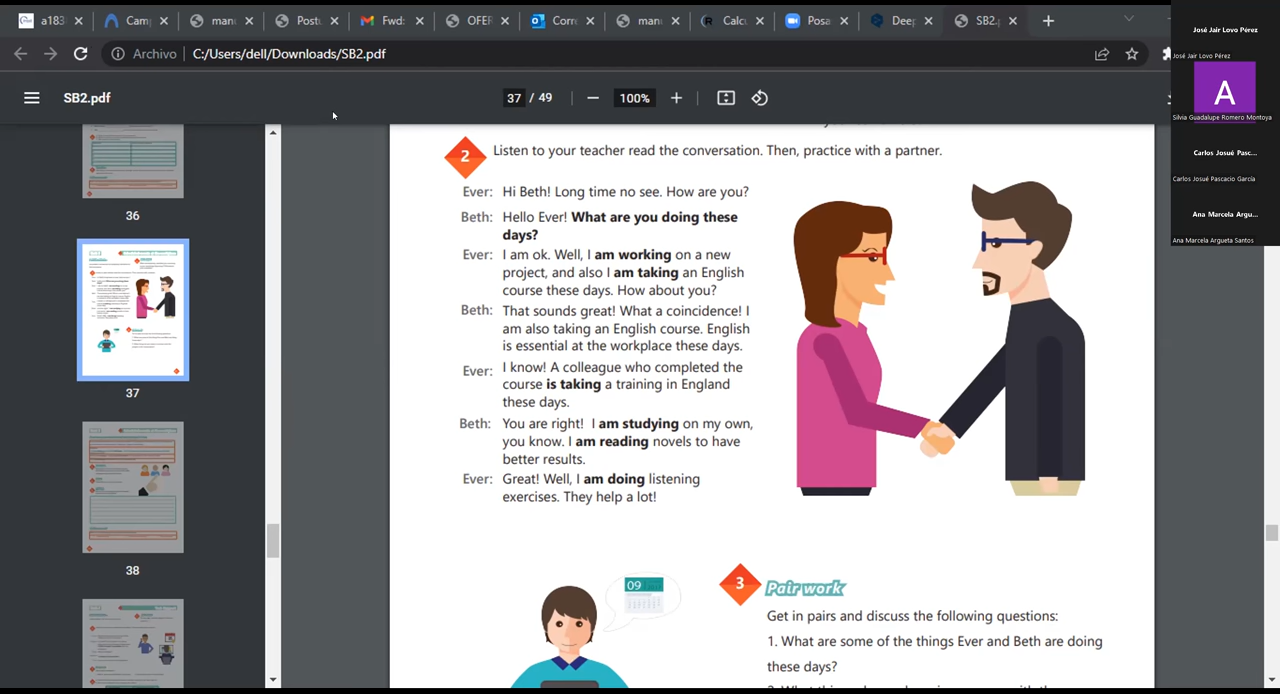 a183
Camp
manu
Postu
Fwd:
OFER
Corre
manu
Calcu
Posa
Deep
SB2.p
Archivo
C:/Users/dell/Downloads/SB2.pdf
SB2.pdf
37 / 49
100%
José Jair Lovo Pérez
José Jair Lovo Pérez
A
Silvia Guadalupe Romero Montoya
Carlos Josué Pasc...
Carlos Josué Pascacio García
Ana Marcela Argu...
Ana Marcela Argueta Santos
36
37
38
2
Listen to your teacher read the conversation. Then, practice with a partner.
Ever: Hi Beth! Long time no see. How are you?
Beth: Hello Ever! What are you doing these
days?
Ever: I am ok. Well, I am working on a new
project, and also I am taking an English
course these days. How about you?
Beth: That sounds great! What a coincidence! I
am also taking an English course. English
is essential at the workplace these days.
Ever: I know! A colleague who completed the
course is taking a training in England
these days.
Beth: You are right! I am studying on my own,
you know. I am reading novels to have
better results.
Ever: Great! Well, I am doing listening
exercises. They help a lot!
09
3
Pair work
Get in pairs and discuss the following questions:
1. What are some of the things Ever and Beth are doing
these days?